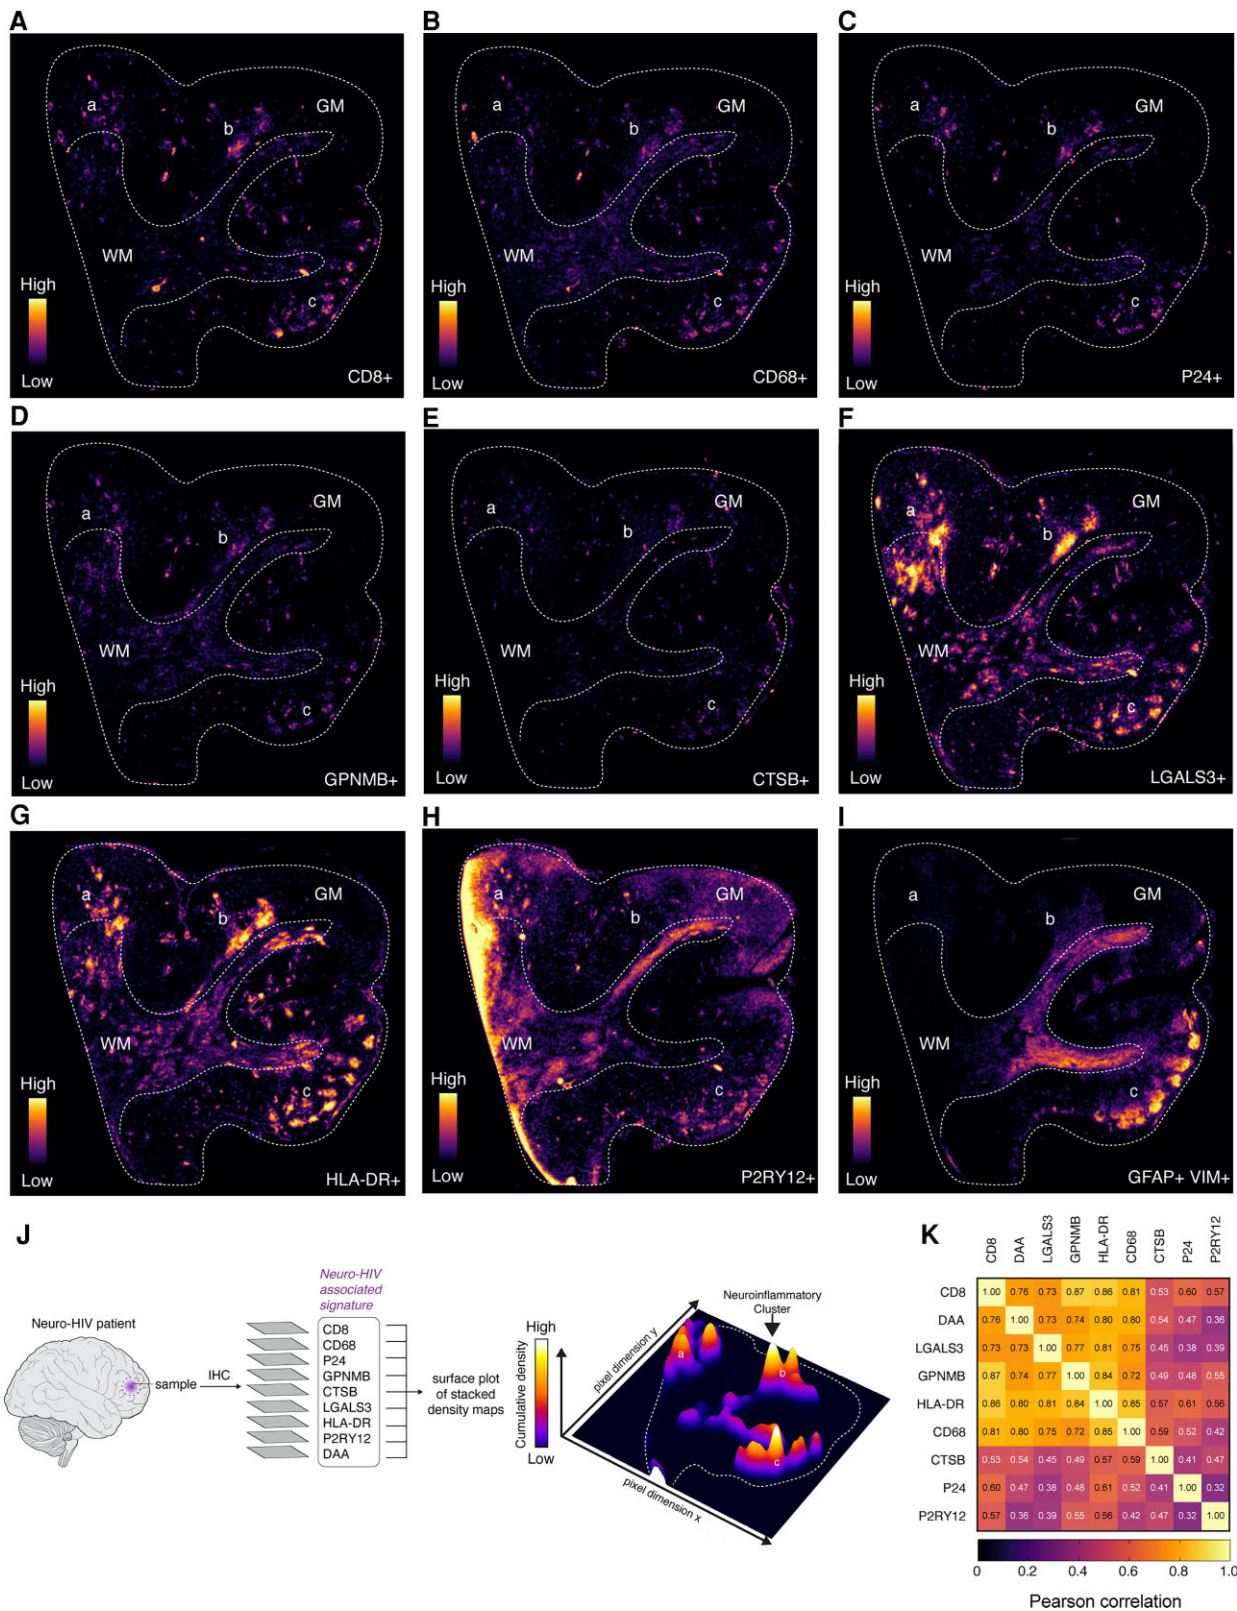 A
a
b
GM
WM
High
Low
CD8+
B
a
b
GM
WM
High
Low
c
CD68+
C
a
b
GM
WM
High
Low
c
P24+
D
a
b
GM
WM
High
Low
c
GPNMB+
E
a
b
GM
WM
High
Low
c
CTSB+
F
a
b
GM
WM
High
Low
c
LGALS3+
G
a
b
GM
WM
High
Low
c
HLA-DR+
H
a
b
GM
WM
High
Low
c
P2RY12+
I
a
b
GM
WM
High
Low
c
GFAP+ VIM+
J
Neuro-HIV patient
sample
IHC
Neuro-HIV
associated
signature
CD8
CD68
P24
GPNMB
CTSB
LGALS3
HLA-DR
P2RY12
DAA
surface plot
of stacked
density maps
High
Low
Cumulative density
pixel dimension y
pixel dimension x
Neuroinflammatory
Cluster
a
b
c
K
CD8 DAA LGALS3 GPNMB HLA-DR CD68 CTSB P24 P2RY12
CD8 1.00 0.76 0.73 0.87 0.86 0.81 0.53 0.60 0.57
DAA 0.76 1.00 0.73 0.74 0.80 0.80 0.54 0.47 0.36
LGALS3 0.73 0.73 1.00 0.77 0.81 0.75 0.45 0.38 0.39
GPNMB 0.87 0.74 0.77 1.00 0.84 0.72 0.49 0.48 0.55
HLA-DR 0.86 0.80 0.81 0.84 1.00 0.85 0.57 0.61 0.56
CD68 0.81 0.80 0.75 0.72 0.85 1.00 0.59 0.52 0.42
CTSB 0.53 0.54 0.45 0.49 0.57 0.59 1.00 0.41 0.47
P24 0.60 0.47 0.38 0.48 0.61 0.52 0.41 1.00 0.32
P2RY12 0.57 0.36 0.39 0.55 0.56 0.42 0.47 0.32 1.00
0 0.2 0.4 0.6 0.8 1.0
Pearson correlation